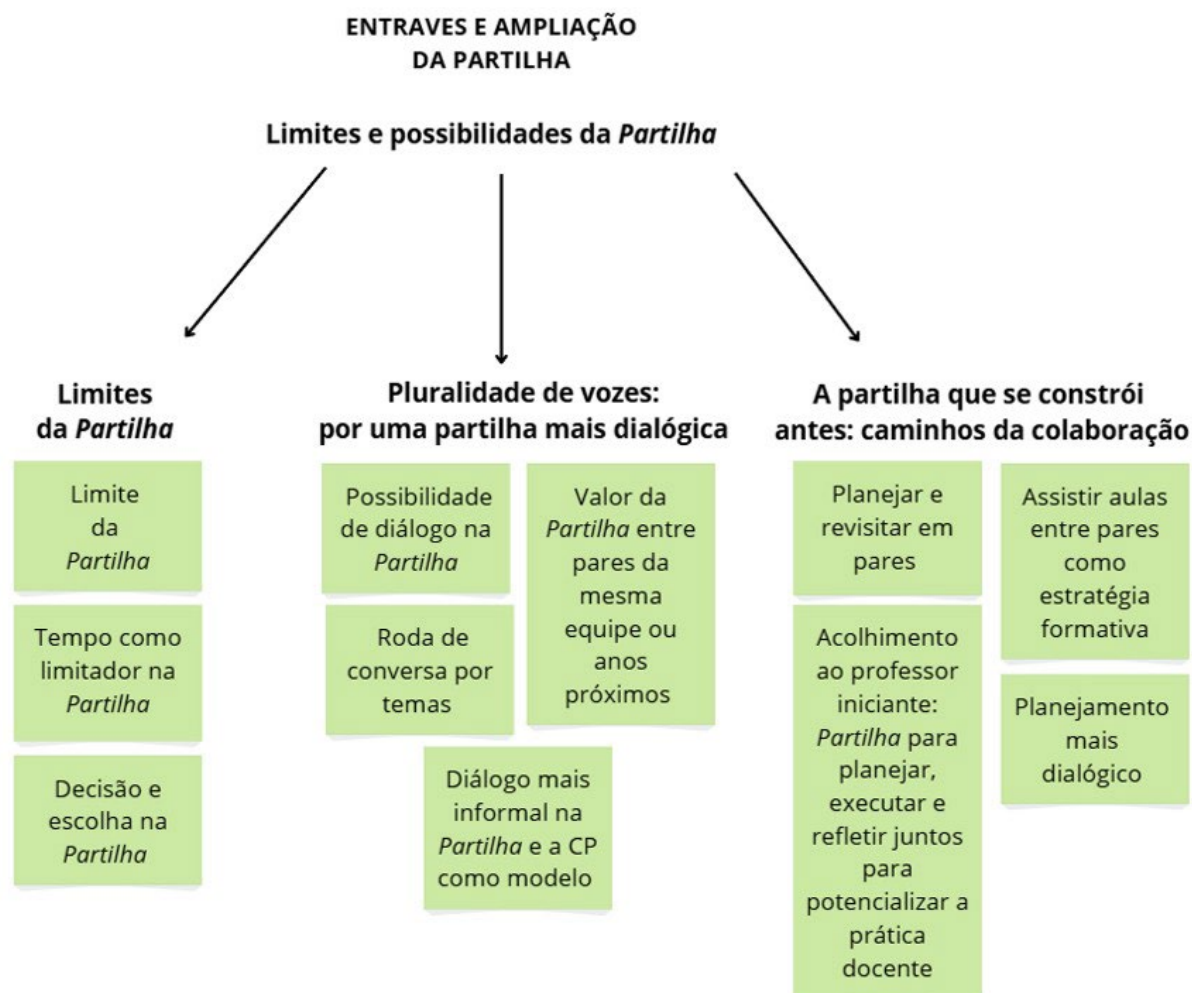 ENTRAVES E AMPLIAÇÃO
DA PARTILHA
Limites e possibilidades da Partilha
Limites
da Partilha
Limite
da
Partilha
Tempo como
limitador na
Partilha
Decisão e
escolha na
Partilha
Pluralidade de vozes:
por uma partilha mais dialógica
Possibilidade
de diálogo na
Partilha
Valor da
Partilha entre
pares da
mesma
equipe ou
anos
próximos
Roda de
conversa por
temas
Diálogo mais
informal na
Partilha e a CP
como modelo
A partilha que se constrói
antes: caminhos da colaboração
Planejar e
revisitar em
pares
Assistir aulas
entre pares
como
estratégia
formativa
Acolhimento
ao professor
iniciante:
Partilha para
planejar,
executar e
refletir juntos
para
potencializar a
prática
docente
Planejamento
mais
dialógico